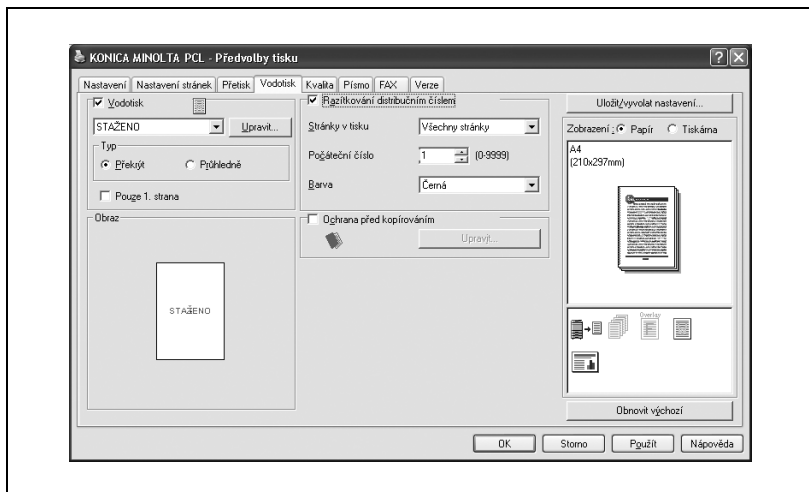 KONICA MINOLTA PCL - Předvolby tisku
Nastavení Nastavení stránek Přetisk Vodotisk Kvalita Písmo FAX Verze
Vodotisk
STAŽENO Upravit...
Typ
Překrýt Průhledně
Pouze 1. strana
Obraz
STAŽENO
Razítkování distribučním číslem
Stránky v tisku Všechny stránky
Počáteční číslo 1 (0-9999)
Barva Černá
Ochrana před kopírováním
Upravit...
Uložit/vyvolat nastavení...
Zobrazení : Papír Tiskárna
A4
(210x297mm)
Overlay
Obnovit výchozí
OK Storno Použít Nápověda